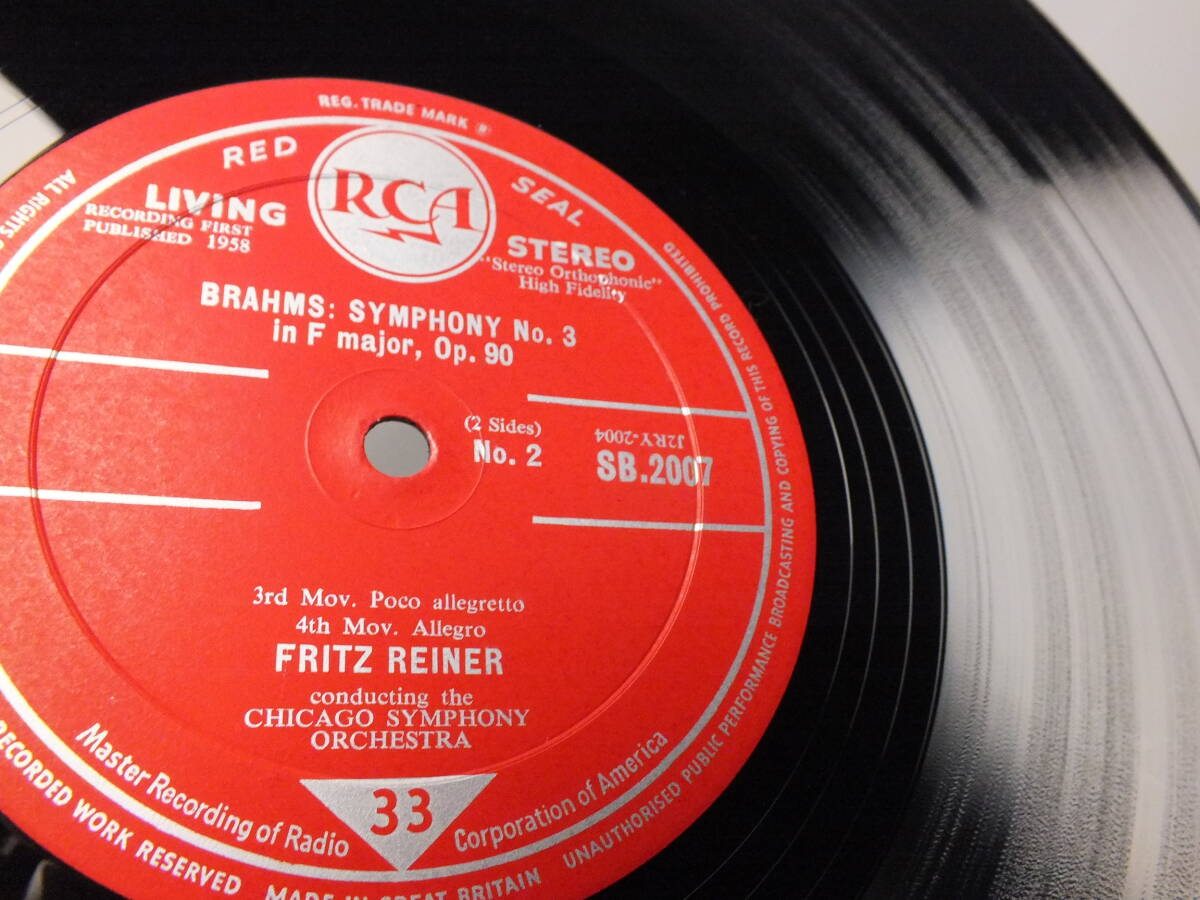 REG. TRADE MARK ®
RED SEAL
RCA
LIVING STEREO
RECORDING FIRST
PUBLISHED 1958
"Stereo Orthophonic"
High Fidelity
BRAHMS: SYMPHONY No. 3
in F major, Op. 90
(2 Sides)
No. 2
J2RY-2004
SB.2007
3rd Mov. Poco allegretto
4th Mov. Allegro
FRITZ REINER
conducting the
CHICAGO SYMPHONY
ORCHESTRA
Master Recording of Radio Corporation of America
33
ALL RIGHTS
RECORDED WORK RESERVED
UNAUTHORISED PUBLIC PERFORMANCE BROADCASTING AND COPYING OF THIS RECORD PROHIBITED
MADE IN GREAT BRITAIN